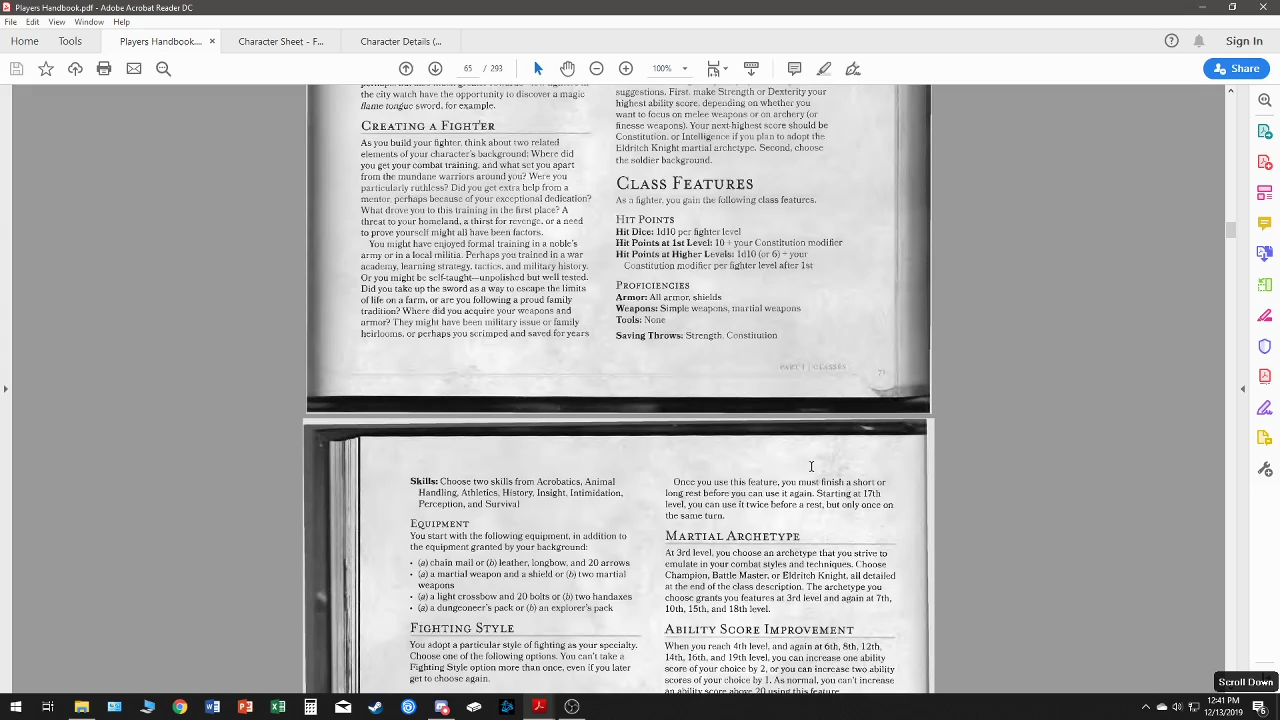 Players Handbook.pdf - Adobe Acrobat Reader DC
File Edit View Window Help
Home Tools Players Handbook.... × Character Sheet - F... Character Details (...
Sign In
65 / 293
100%
Share
the city watch have the opportunity to discover a magic
flame tongue sword, for example.
CREATING A FIGHTER
As you build your fighter, think about two related
elements of your character's background: Where did
you get your combat training, and what set you apart
from the mundane warriors around you? Were you
particularly ruthless? Did you get extra help from a
mentor, perhaps because of your exceptional dedication?
What drove you to this training in the first place? A
threat to your homeland, a thirst for revenge, or a need
to prove yourself might all have been factors.
You might have enjoyed formal training in a noble's
army or in a local militia. Perhaps you trained in a war
academy, learning strategy, tactics, and military history.
Or you might be self-taught—unpolished but well tested.
Did you take up the sword as a way to escape the limits
of life on a farm, or are you following a proud family
tradition? Where did you acquire your weapons and
armor? They might have been military issue or family
heirlooms, or perhaps you scrimped and saved for years
suggestions. First, make Strength or Dexterity your
highest ability score, depending on whether you
want to focus on melee weapons or on archery (or
finesse weapons). Your next-highest score should be
Constitution, or Intelligence if you plan to adopt the
Eldritch Knight martial archetype. Second, choose
the soldier background.
CLASS FEATURES
As a fighter, you gain the following class features.
HIT POINTS
Hit Dice: 1d10 per fighter level
Hit Points at 1st Level: 10 + your Constitution modifier
Hit Points at Higher Levels: 1d10 (or 6) + your
Constitution modifier per fighter level after 1st
PROFICIENCIES
Armor: All armor, shields
Weapons: Simple weapons, martial weapons
Tools: None
Saving Throws: Strength, Constitution
PART 1 | CLASSES
71
Skills: Choose two skills from Acrobatics, Animal
Handling, Athletics, History, Insight, Intimidation,
Perception, and Survival
EQUIPMENT
You start with the following equipment, in addition to
the equipment granted by your background:
• (a) chain mail or (b) leather, longbow, and 20 arrows
• (a) a martial weapon and a shield or (b) two martial
weapons
• (a) a light crossbow and 20 bolts or (b) two handaxes
• (a) a dungeoneer's pack or (b) an explorer's pack
FIGHTING STYLE
You adopt a particular style of fighting as your specialty.
Choose one of the following options. You can't take a
Fighting Style option more than once, even if you later
get to choose again.
Once you use this feature, you must finish a short or
long rest before you can use it again. Starting at 17th
level, you can use it twice before a rest, but only once on
the same turn.
MARTIAL ARCHETYPE
At 3rd level, you choose an archetype that you strive to
emulate in your combat styles and techniques. Choose
Champion, Battle Master, or Eldritch Knight, all detailed
at the end of the class description. The archetype you
choose grants you features at 3rd level and again at 7th,
10th, 15th, and 18th level.
ABILITY SCORE IMPROVEMENT
When you reach 4th level, and again at 6th, 8th, 12th,
14th, 16th, and 19th level, you can increase one ability
score of your choice by 2, or you can increase two ability
scores of your choice by 1. As normal, you can't increase
an ability score above 20 using this feature.
Scroll Down
12:41 PM
12/13/2019